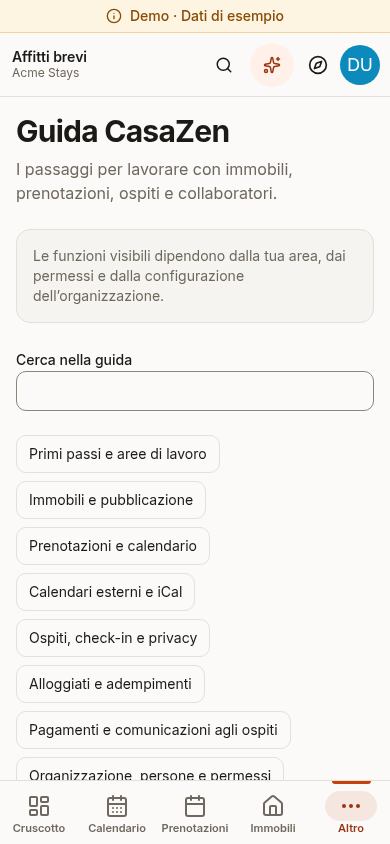 Demo · Dati di esempio
Affitti brevi
Acme Stays
DU
Guida CasaZen
I passaggi per lavorare con immobili,
prenotazioni, ospiti e collaboratori.
Le funzioni visibili dipendono dalla tua area, dai
permessi e dalla configurazione
dell’organizzazione.
Cerca nella guida
Primi passi e aree di lavoro
Immobili e pubblicazione
Prenotazioni e calendario
Calendari esterni e iCal
Ospiti, check-in e privacy
Alloggiati e adempimenti
Pagamenti e comunicazioni agli ospiti
Organizzazione, persone e permessi
Cruscotto
Calendario
Prenotazioni
Immobili
Altro